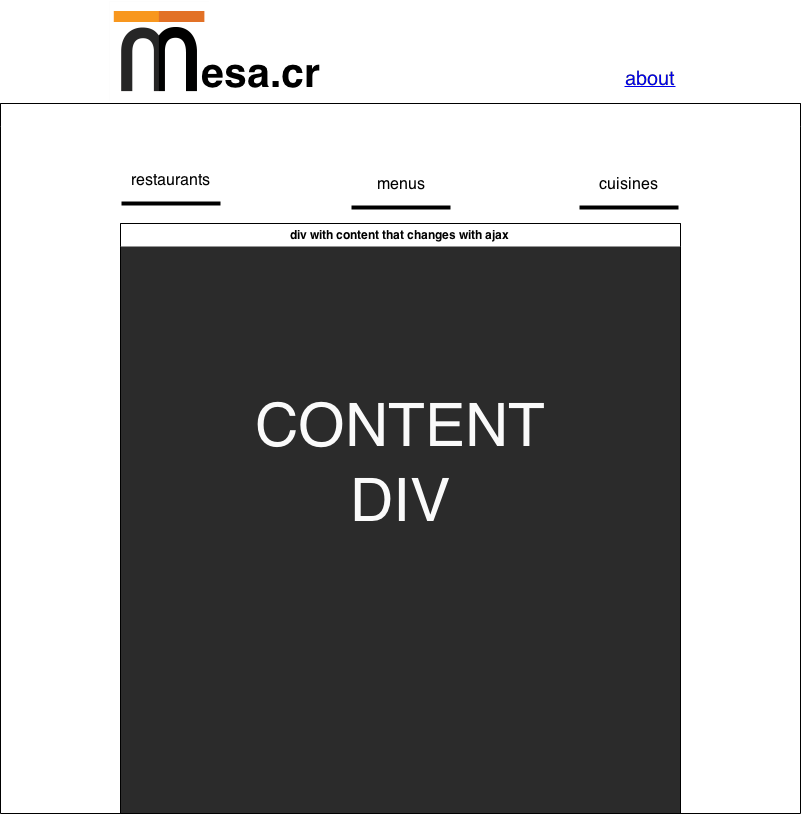 mesa.cr
about
restaurants
menus
cuisines
div with content that changes with ajax
CONTENT
DIV